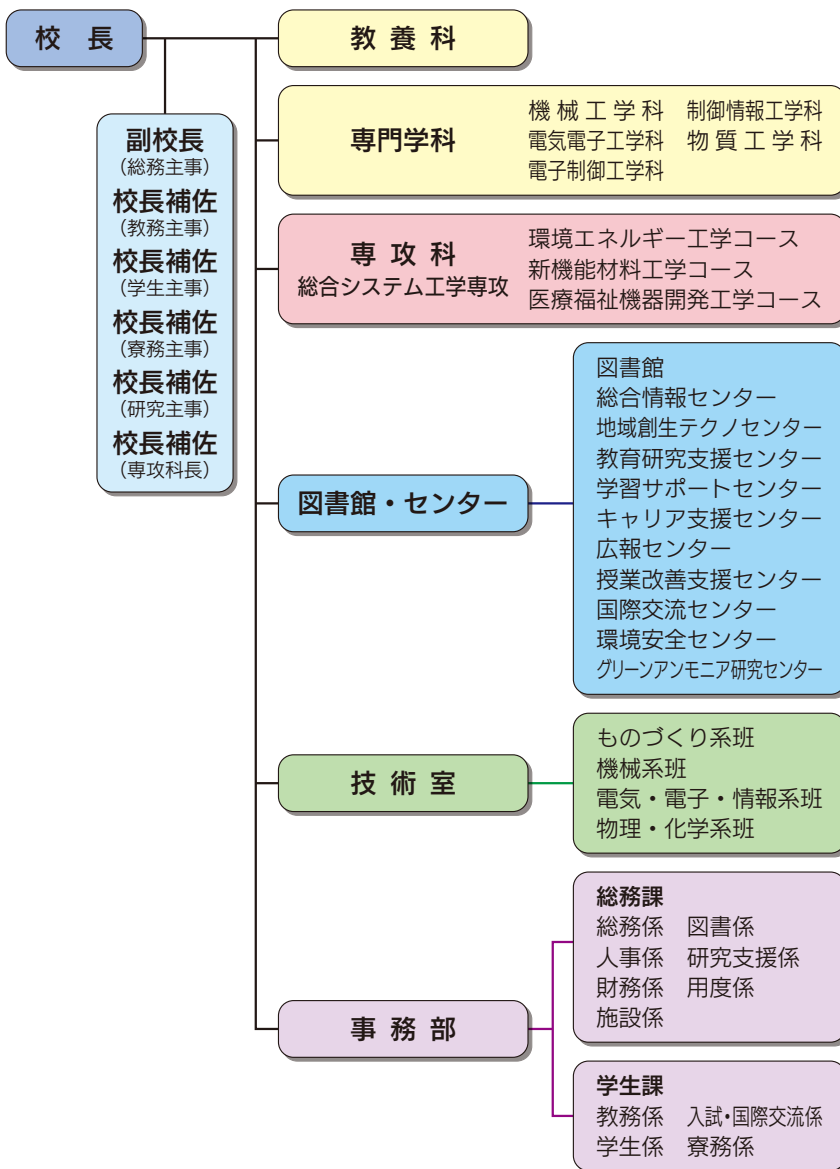 校長
副校長
(総務主事)
校長補佐
(教務主事)
校長補佐
(学生主事)
校長補佐
(寮務主事)
校長補佐
(研究主事)
校長補佐
(専攻科長)
教養科
専門学科
機械工学科 制御情報工学科
電気電子工学科 物質工学科
電子制御工学科
専攻科
総合システム工学専攻
環境エネルギー工学コース
新機能材料工学コース
医療福祉機器開発工学コース
図書館・センター
図書館
総合情報センター
地域創生テクノセンター
教育研究支援センター
学習サポートセンター
キャリア支援センター
広報センター
授業改善支援センター
国際交流センター
環境安全センター
グリーンアンモニア研究センター
技術室
ものづくり系班
機械系班
電気・電子・情報系班
物理・化学系班
事務部
総務課
総務係 図書係
人事係 研究支援係
財務係 用度係
施設係
学生課
教務係 入試・国際交流係
学生係 寮務係